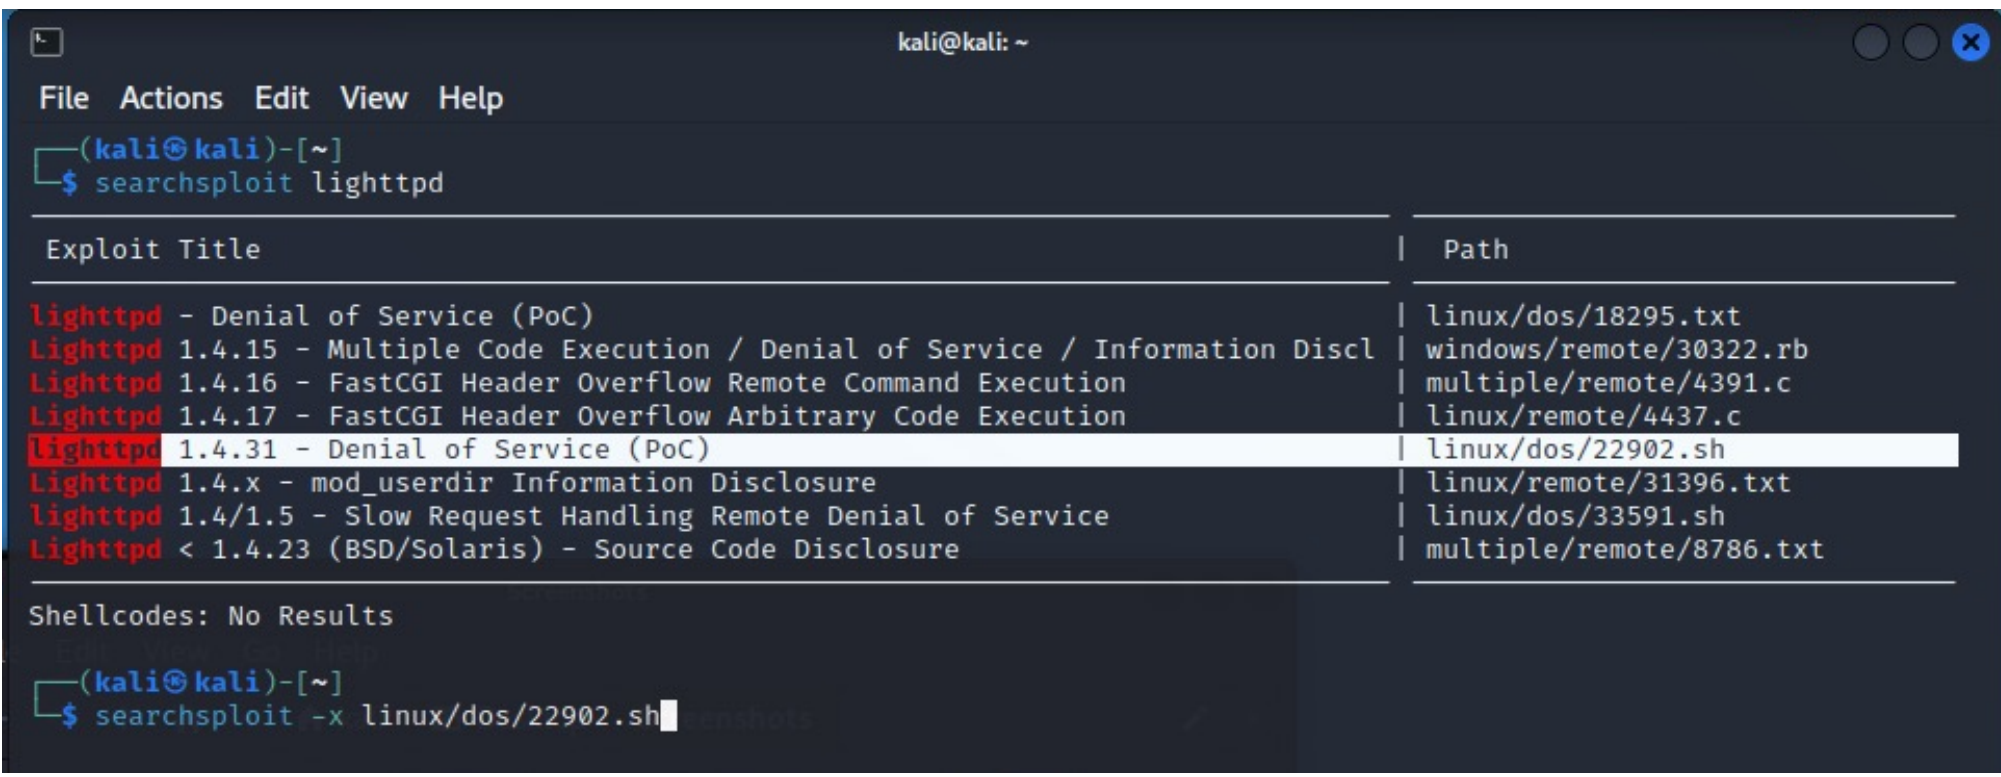 kali@kali: ~
File Actions Edit View Help
┌──(kali㉿kali)-[~]
└─$ searchsploit lighttpd
Exploit Title | Path
lighttpd - Denial of Service (PoC) | linux/dos/18295.txt
Lighttpd 1.4.15 - Multiple Code Execution / Denial of Service / Information Discl | windows/remote/30322.rb
Lighttpd 1.4.16 - FastCGI Header Overflow Remote Command Execution | multiple/remote/4391.c
Lighttpd 1.4.17 - FastCGI Header Overflow Arbitrary Code Execution | linux/remote/4437.c
lighttpd 1.4.31 - Denial of Service (PoC) | linux/dos/22902.sh
Lighttpd 1.4.x - mod_userdir Information Disclosure | linux/remote/31396.txt
lighttpd 1.4/1.5 - Slow Request Handling Remote Denial of Service | linux/dos/33591.sh
Lighttpd < 1.4.23 (BSD/Solaris) - Source Code Disclosure | multiple/remote/8786.txt
Screenshots
Shellcodes: No Results
Edit View Go Help
┌──(kali㉿kali)-[~]
└─$ searchsploit -x linux/dos/22902.sh